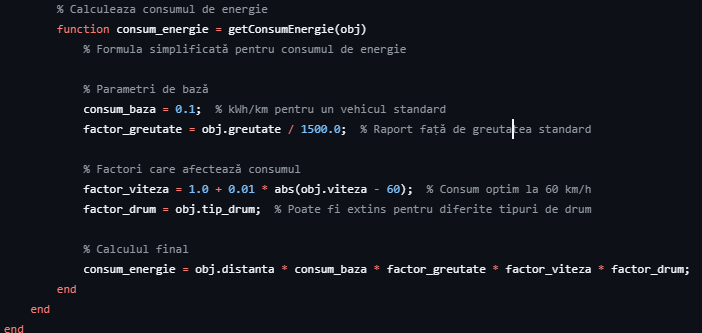 % Calculeaza consumul de energie
function consum_energie = getConsumEnergie(obj)
% Formula simplificată pentru consumul de energie
% Parametri de bază
consum_baza = 0.1;  % kWh/km pentru un vehicul standard
factor_greutate = obj.greutate / 1500.0;  % Raport față de greutatea standard
% Factori care afectează consumul
factor_viteza = 1.0 + 0.01 * abs(obj.viteza - 60);  % Consum optim la 60 km/h
factor_drum = obj.tip_drum;  % Poate fi extins pentru diferite tipuri de drum
% Calculul final
consum_energie = obj.distanta * consum_baza * factor_greutate * factor_viteza * factor_drum;
end
end
end